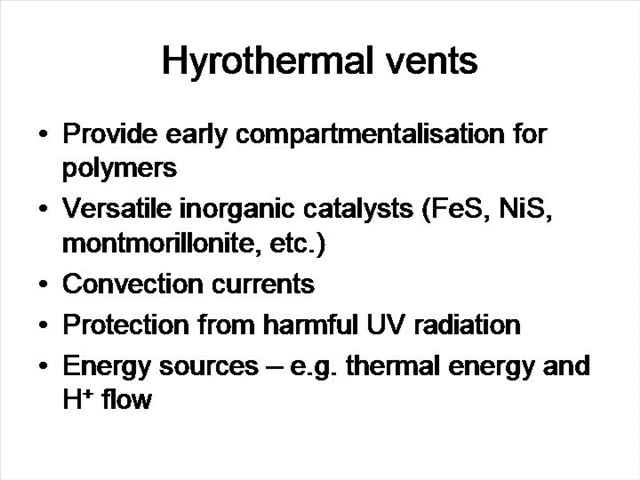 Hyrothermal vents
• Provide early compartmentalisation for
polymers
• Versatile inorganic catalysts (FeS, NiS,
montmorillonite, etc.)
• Convection currents
• Protection from harmful UV radiation
• Energy sources – e.g. thermal energy and
H⁺ flow